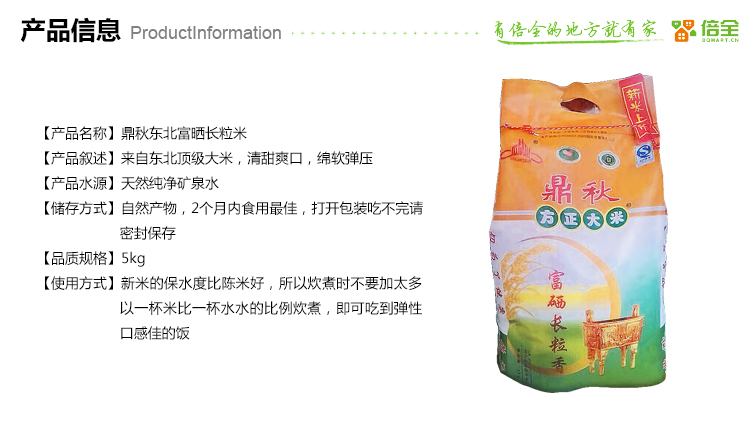 产品信息 ProductInformation
有倍全的地方就有家
倍全
BQMART.CN
【产品名称】鼎秋东北富晒长粒米
【产品叙述】来自东北顶级大米，清甜爽口，绵软弹压
【产品水源】天然纯净矿泉水
【储存方式】自然产物，2个月内食用最佳，打开包装吃不完请
密封保存
【品质规格】5kg
【使用方式】新米的保水度比陈米好，所以炊煮时不要加太多
以一杯米比一杯水水的比例炊煮，即可吃到弹性
口感佳的饭
新米上市
鼎秋
方正大米
富硒长粒香